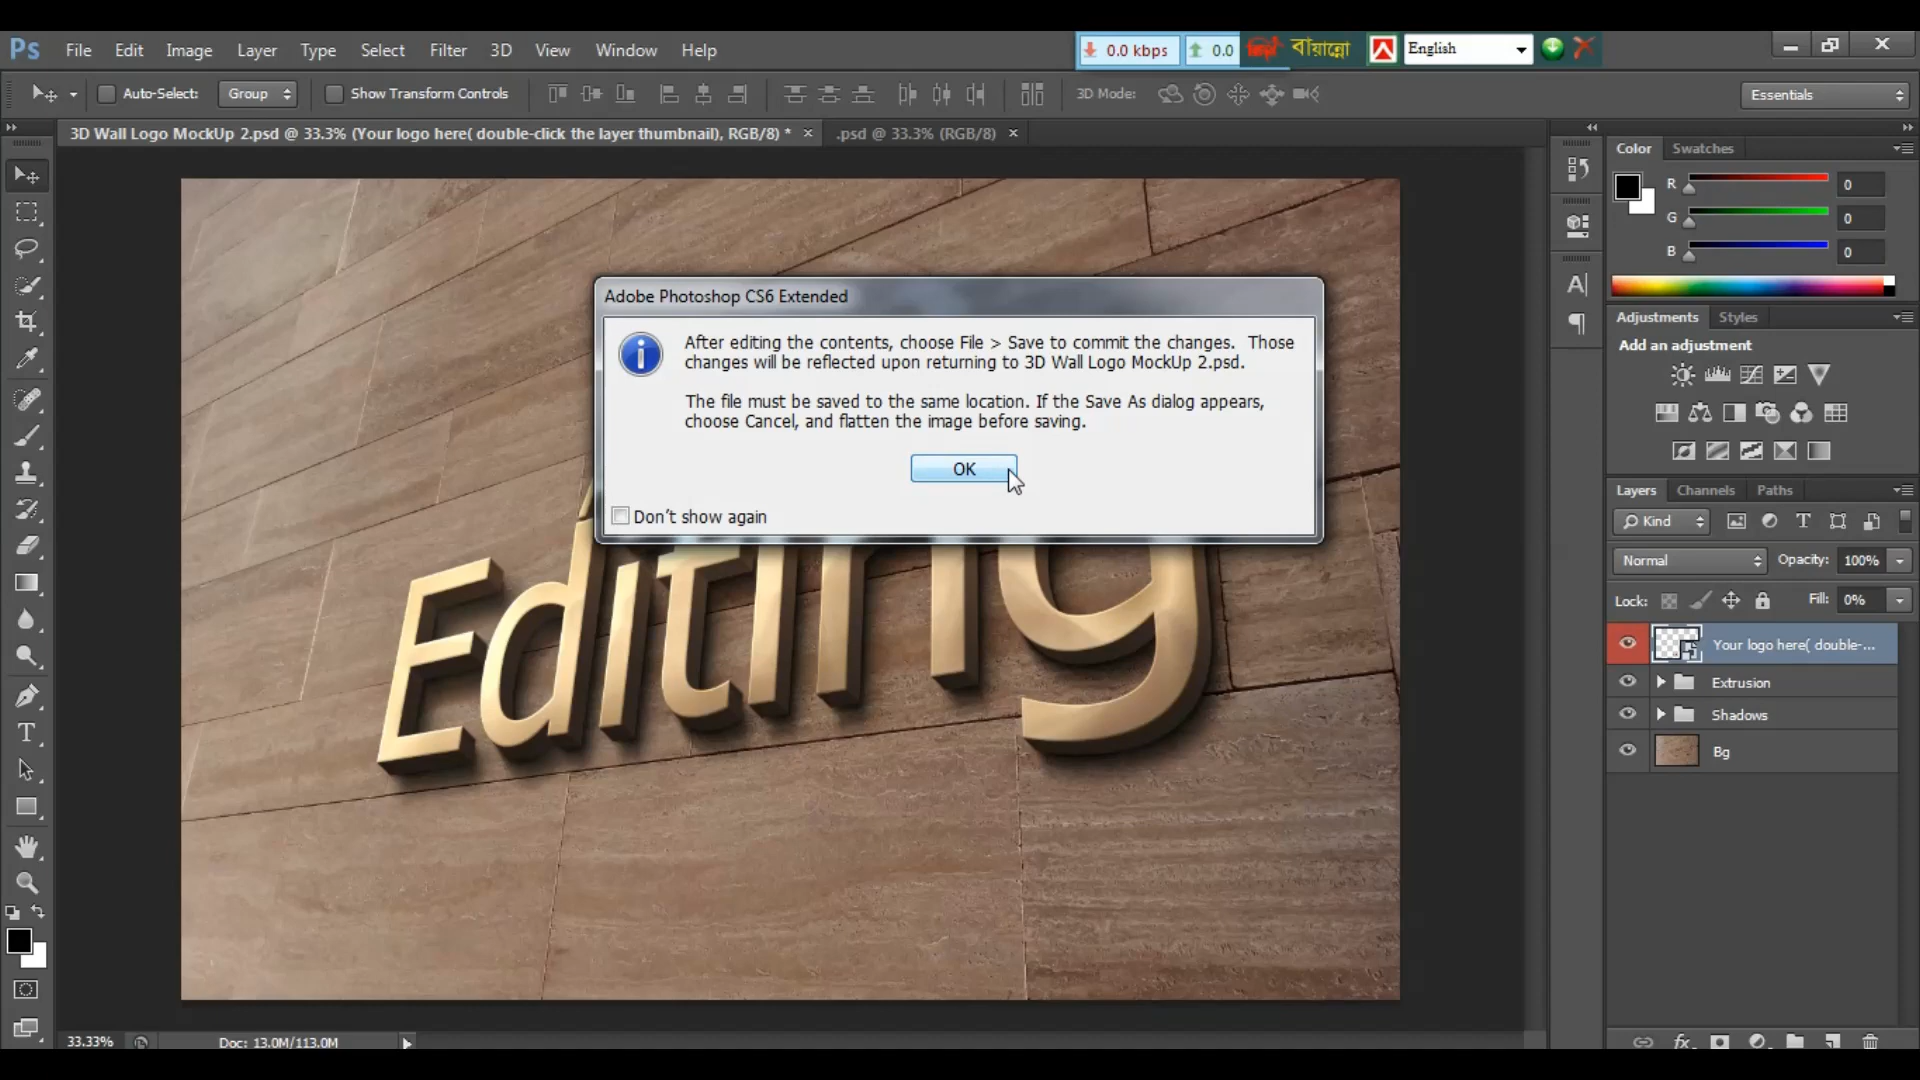 Ps File Edit Image Layer Type Select Filter 3D View Window Help
0.0 kbps 0.0 বায়ান্নো English
Auto-Select: Group Show Transform Controls 3D Mode: Essentials
3D Wall Logo MockUp 2.psd @ 33.3% (Your logo here( double-click the layer thumbnail), RGB/8) * × .psd @ 33.3% (RGB/8) ×
Color Swatches
R 0
G 0
B 0
Adjustments Styles
Add an adjustment
Layers Channels Paths
Kind
Normal Opacity: 100%
Lock: Fill: 0%
Your logo here( double-...
Extrusion
Shadows
Bg
Adobe Photoshop CS6 Extended
After editing the contents, choose File > Save to commit the changes. Those
changes will be reflected upon returning to 3D Wall Logo MockUp 2.psd.
The file must be saved to the same location. If the Save As dialog appears,
choose Cancel, and flatten the image before saving.
OK
Don't show again
Editing
33.33% Doc: 13.0M/113.0M